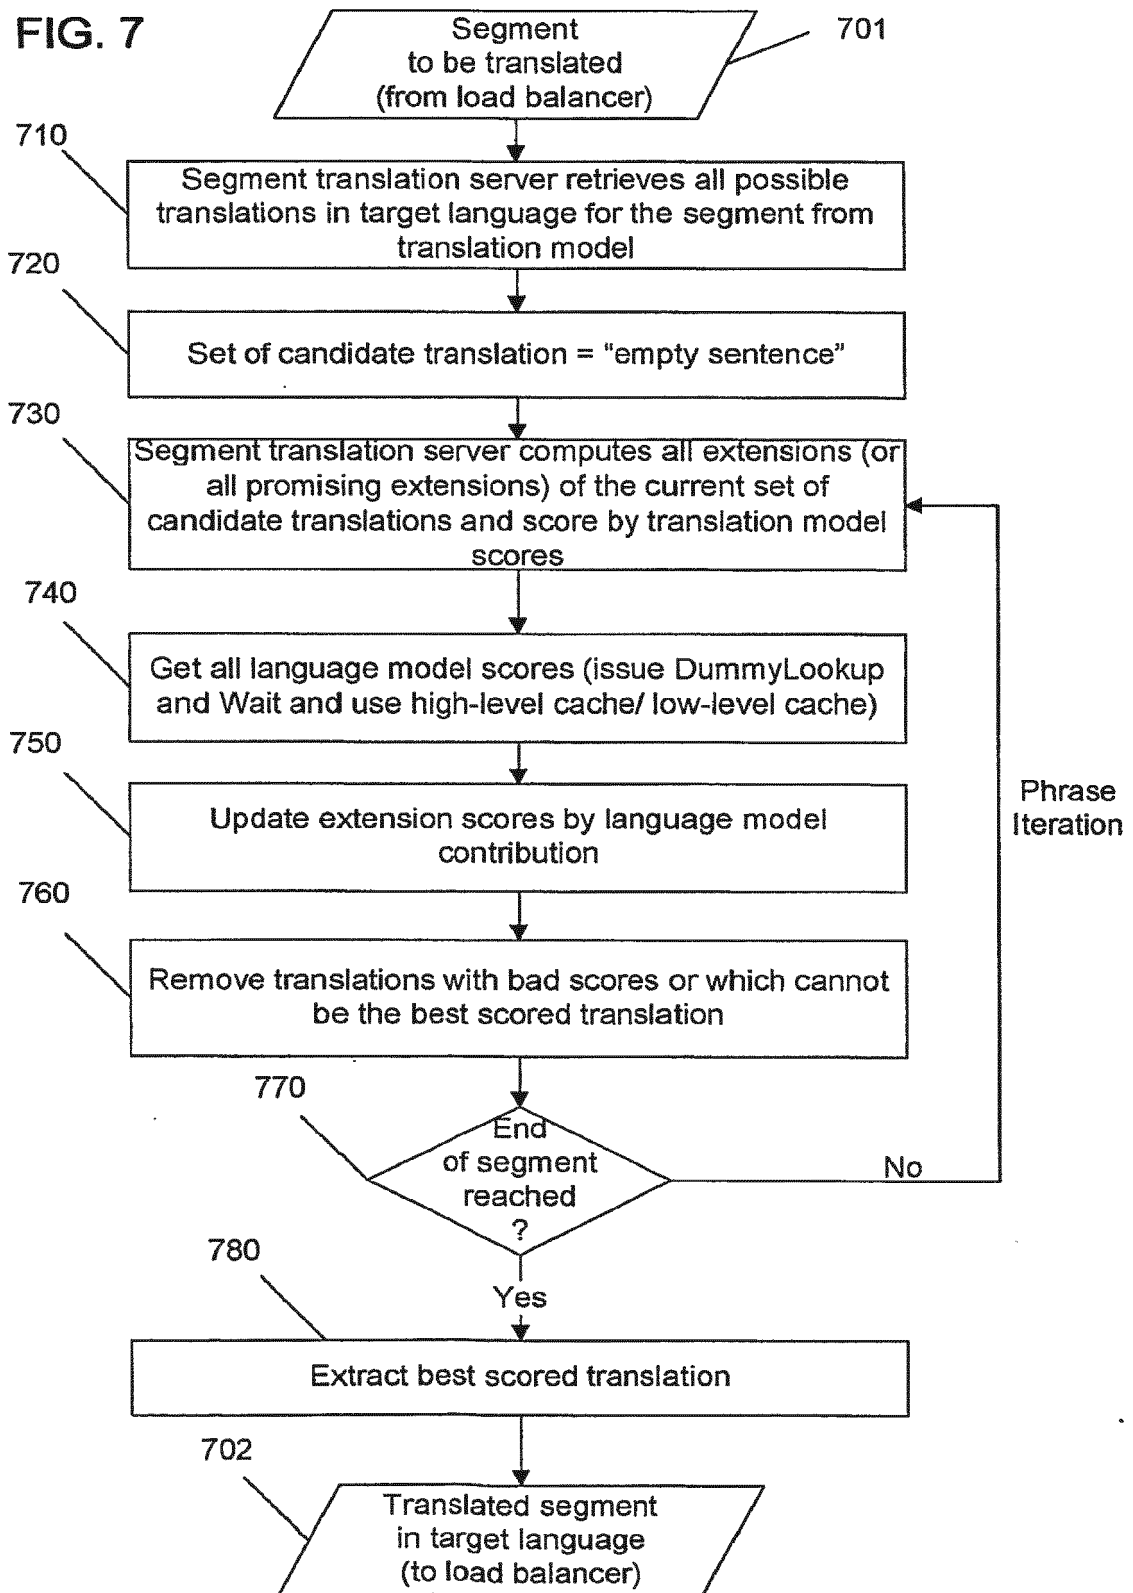 FIG. 7
Segment
to be translated
(from load balancer)
701
710
Segment translation server retrieves all possible
translations in target language for the segment from
translation model
720
Set of candidate translation = "empty sentence"
730
Segment translation server computes all extensions (or
all promising extensions) of the current set of
candidate translations and score by translation model
scores
740
Get all language model scores (issue DummyLookup
and Wait and use high-level cache/ low-level cache)
750
Update extension scores by language model
contribution
Phrase
Iteration
760
Remove translations with bad scores or which cannot
be the best scored translation
770
End
of segment
reached
?
No
780
Yes
Extract best scored translation
702
Translated segment
in target language
(to load balancer)